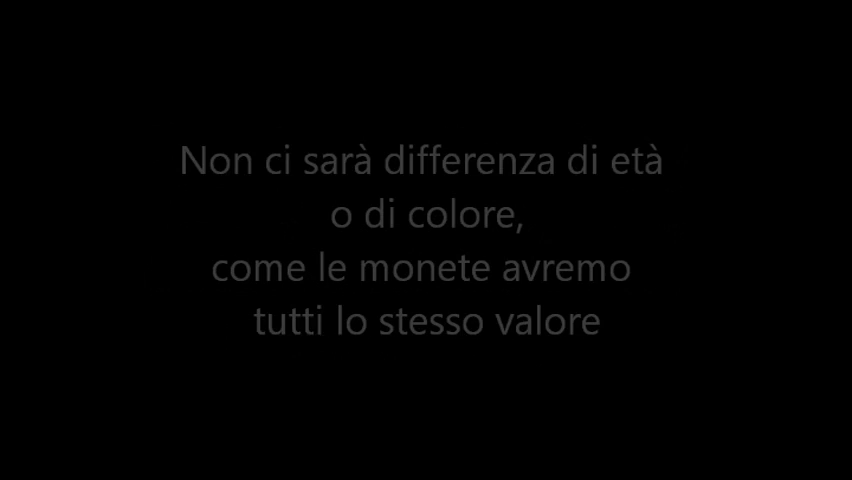 Non ci sarà differenza di età
o di colore,
come le monete avremo
tutti lo stesso valore